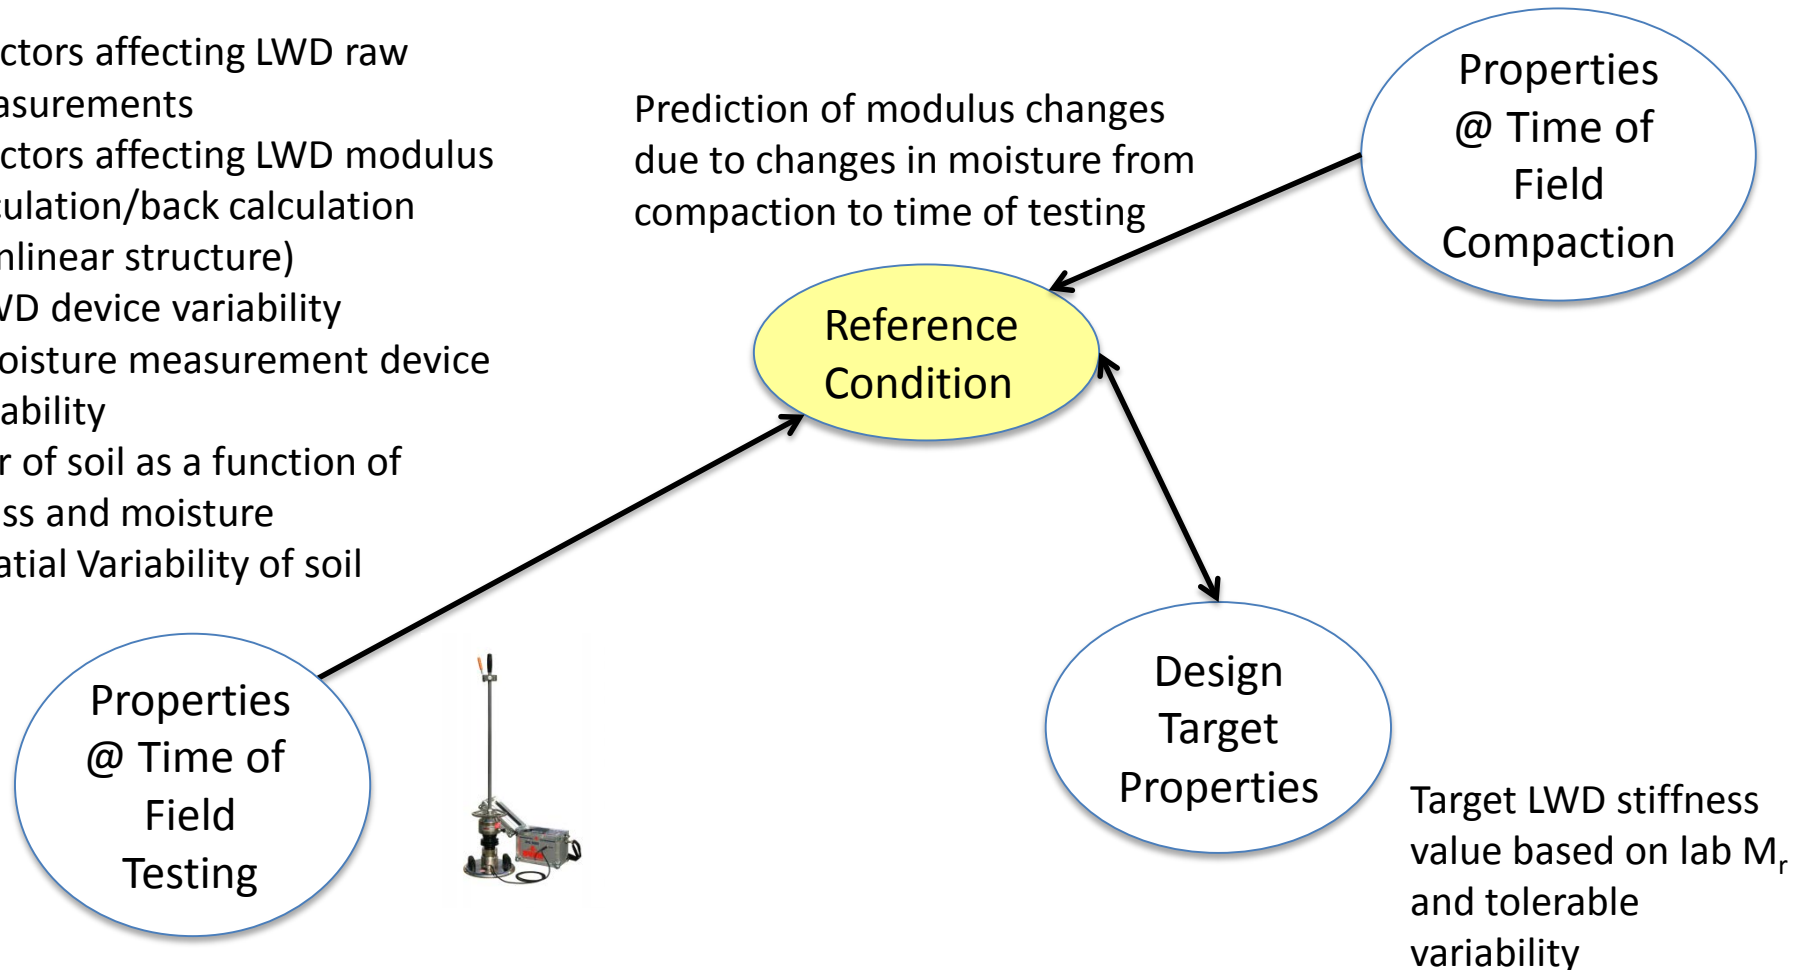 ctors affecting LWD raw
asurements
ctors affecting LWD modulus
culation/back calculation
nlinear structure)
WD device variability
oisture measurement device
ability
r of soil as a function of
ss and moisture
atial Variability of soil
Prediction of modulus changes
due to changes in moisture from
compaction to time of testing
Properties
@ Time of
Field
Compaction
Reference
Condition
Properties
@ Time of
Field
Testing
Design
Target
Properties
Target LWD stiffness
value based on lab Mr
and tolerable
variability